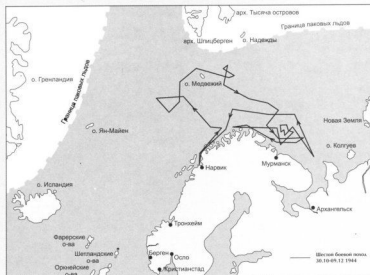 арх. Тысяча островов
Граница паковых льдов
арх. Шпицберген
о. Надежды
о. Гренландия
Граница паковых льдов
о. Медвежий
Новая Земля
о. Ян-Майен
о. Колгуев
Нарвик
Мурманск
о. Исландия
Архангельск
Тронхейм
Фарерские
о-ва
Шетландские
о-ва
Берген
Осло
Оркнейские
о-ва
Кристианстад
Шестой боевой поход
20.10-09.12 1944